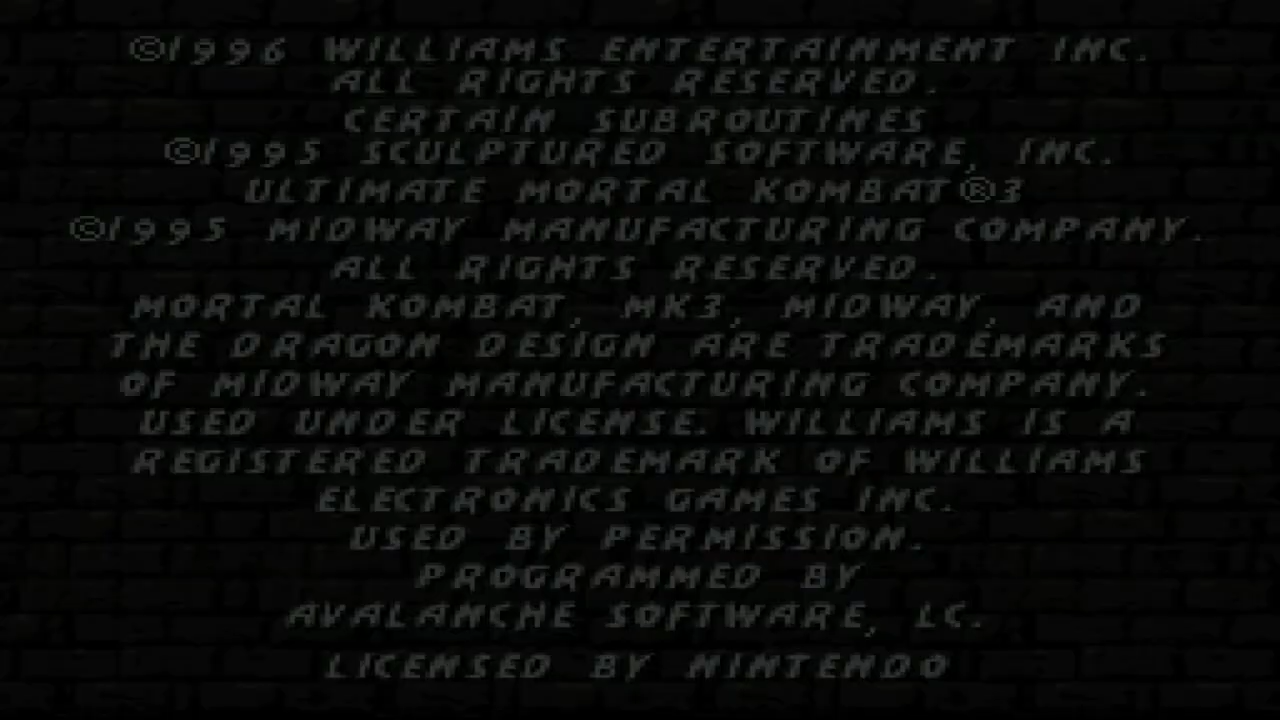 ©1996 WILLIAMS ENTERTAINMENT INC.
ALL RIGHTS RESERVED.
CERTAIN SUBROUTINES
©1995 SCULPTURED SOFTWARE, INC.
ULTIMATE MORTAL KOMBAT®3
©1995 MIDWAY MANUFACTURING COMPANY.
ALL RIGHTS RESERVED.
MORTAL KOMBAT, MK3, MIDWAY, AND
THE DRAGON DESIGN ARE TRADEMARKS
OF MIDWAY MANUFACTURING COMPANY.
USED UNDER LICENSE. WILLIAMS IS A
REGISTERED TRADEMARK OF WILLIAMS
ELECTRONICS GAMES INC.
USED BY PERMISSION.
PROGRAMMED BY
AVALANCHE SOFTWARE, LC.
LICENSED BY NINTENDO